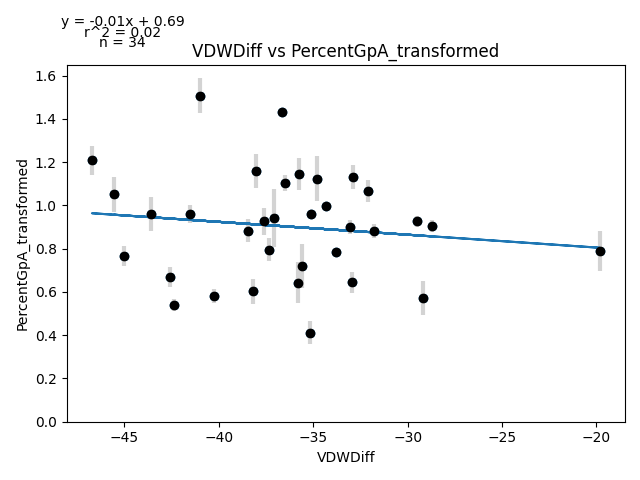 y = -0.01x + 0.69
r^2 = 0.02
n = 34
VDWDiff vs PercentGpA_transformed
1.6
1.4
1.2
1.0
0.8
0.6
0.4
0.2
0.0
PercentGpA_transformed
−45
−40
−35
−30
−25
−20
VDWDiff